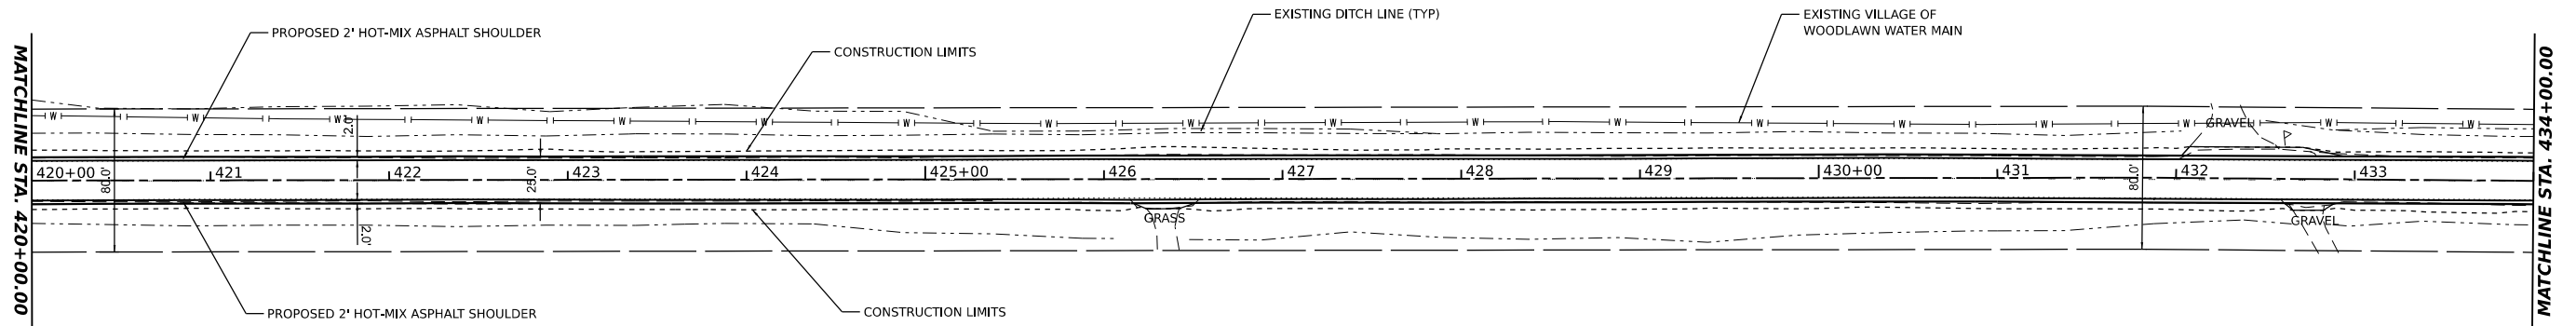 EXISTING DITCH LINE (TYP)
EXISTING VILLAGE OF
WOODLAWN WATER MAIN
PROPOSED 2' HOT-MIX ASPHALT SHOULDER
CONSTRUCTION LIMITS
MATCHLINE STA. 420+00.00
MATCHLINE STA. 434+00.00
W W W W W W W W W W W W W W W W W W
2.0'
GRAVEL
420+00 421 422 423 424 425+00 426 427 428 429 430+00 431 432 433
80.0'
25.0'
80.0'
GRASS
GRAVEL
2.0'
PROPOSED 2' HOT-MIX ASPHALT SHOULDER
CONSTRUCTION LIMITS